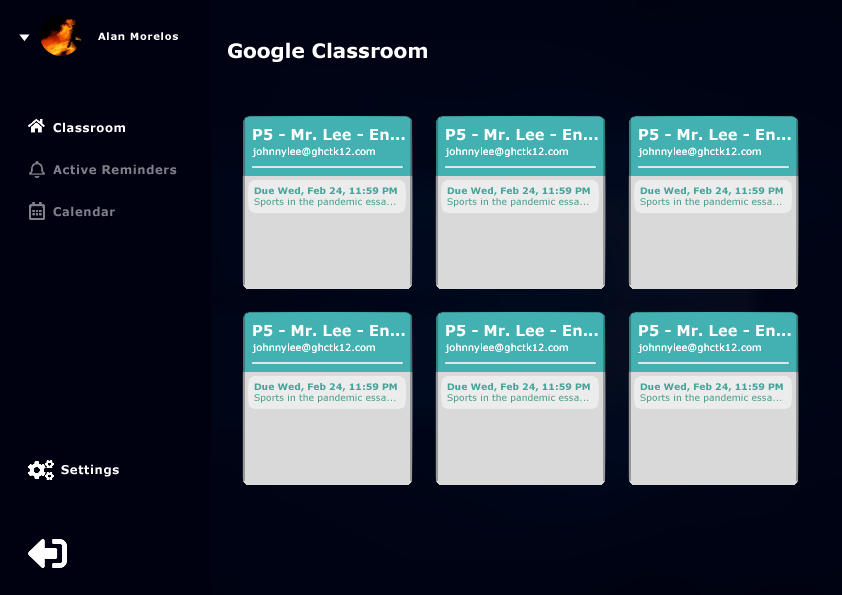 Alan Morelos
Google Classroom
Classroom
Active Reminders
Calendar
P5 - Mr. Lee - En...
johnnylee@ghctk12.com
Due Wed, Feb 24, 11:59 PM
Sports in the pandemic essa...
P5 - Mr. Lee - En...
johnnylee@ghctk12.com
Due Wed, Feb 24, 11:59 PM
Sports in the pandemic essa...
P5 - Mr. Lee - En...
johnnylee@ghctk12.com
Due Wed, Feb 24, 11:59 PM
Sports in the pandemic essa...
P5 - Mr. Lee - En...
johnnylee@ghctk12.com
Due Wed, Feb 24, 11:59 PM
Sports in the pandemic essa...
P5 - Mr. Lee - En...
johnnylee@ghctk12.com
Due Wed, Feb 24, 11:59 PM
Sports in the pandemic essa...
P5 - Mr. Lee - En...
johnnylee@ghctk12.com
Due Wed, Feb 24, 11:59 PM
Sports in the pandemic essa...
Settings